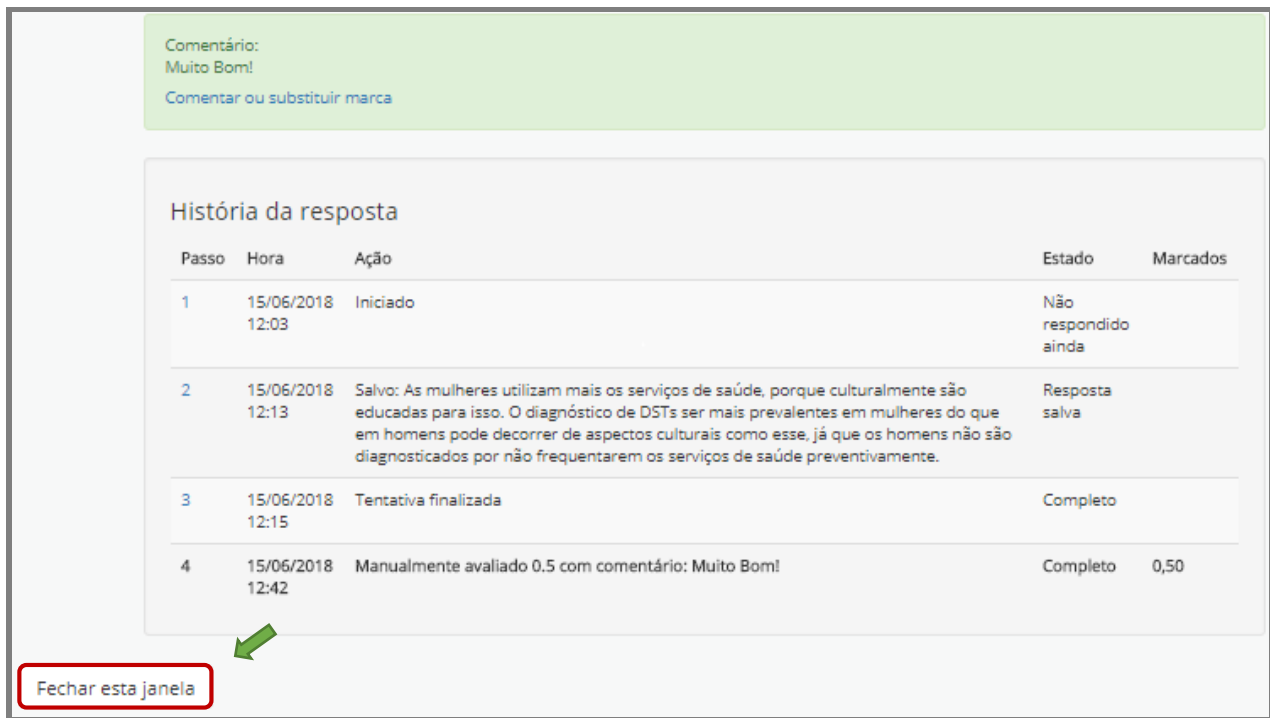 Comentário:
Muito Bom!
Comentar ou substituir marca
História da resposta
Passo Hora Ação Estado Marcados
1 15/06/2018 Iniciado Não
12:03 respondido
ainda
2 15/06/2018 Salvo: As mulheres utilizam mais os serviços de saúde, porque culturalmente são Resposta
12:13 educadas para isso. O diagnóstico de DSTs ser mais prevalentes em mulheres do que salva
em homens pode decorrer de aspectos culturais como esse, já que os homens não são
diagnosticados por não frequentarem os serviços de saúde preventivamente.
3 15/06/2018 Tentativa finalizada Completo
12:15
4 15/06/2018 Manualmente avaliado 0.5 com comentário: Muito Bom! Completo 0,50
12:42
Fechar esta janela